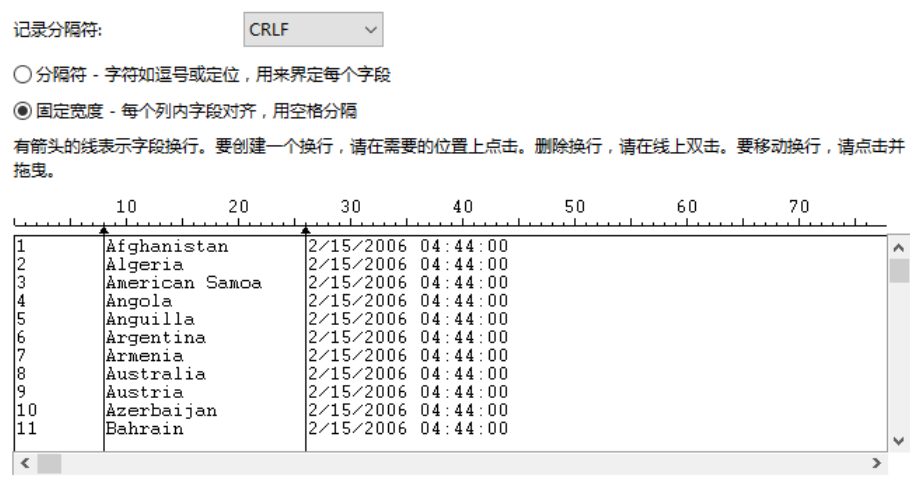 记录分隔符: CRLF
分隔符 - 字符如逗号或定位，用来界定每个字段
固定宽度 - 每个列内字段对齐，用空格分隔
有箭头的线表示字段换行。要创建一个换行，请在需要的位置上点击。删除换行，请在线上双击。要移动换行，请点击并
拖曳。
10 20 30 40 50 60 70
1 Afghanistan 2/15/2006 04:44:00
2 Algeria 2/15/2006 04:44:00
3 American Samoa 2/15/2006 04:44:00
4 Angola 2/15/2006 04:44:00
5 Anguilla 2/15/2006 04:44:00
6 Argentina 2/15/2006 04:44:00
7 Armenia 2/15/2006 04:44:00
8 Australia 2/15/2006 04:44:00
9 Austria 2/15/2006 04:44:00
10 Azerbaijan 2/15/2006 04:44:00
11 Bahrain 2/15/2006 04:44:00